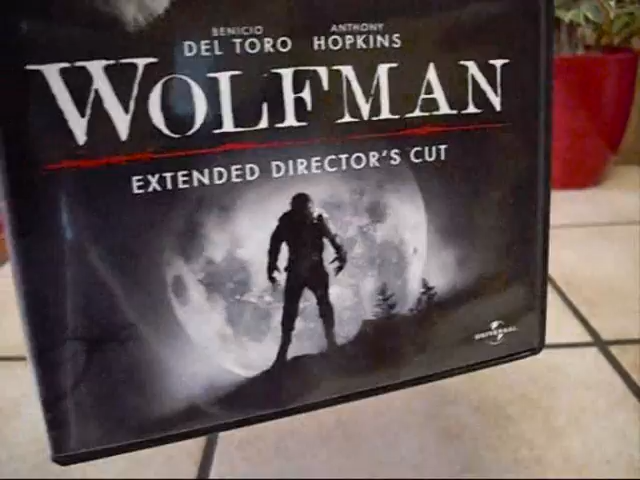 BENICIO ANTHONY
DEL TORO HOPKINS
WOLFMAN
EXTENDED DIRECTOR'S CUT
UNIVERSAL